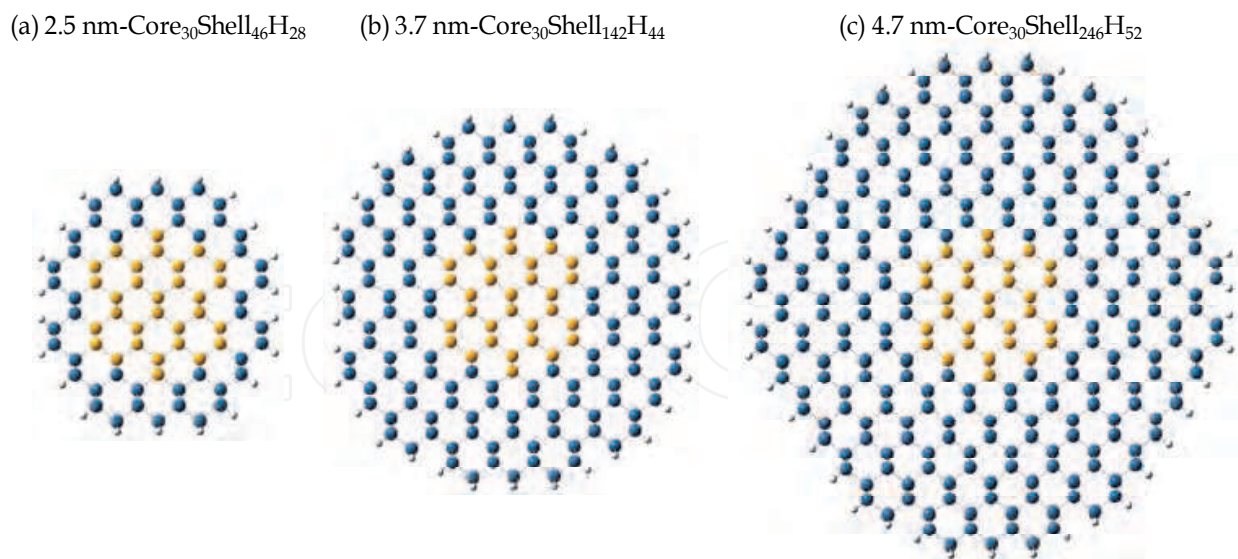 (a) 2.5 nm-Core₃₀Shell₄₆H₂₈
(b) 3.7 nm-Core₃₀Shell₁₄₂H₄₄
(c) 4.7 nm-Core₃₀Shell₂₄₆H₅₂